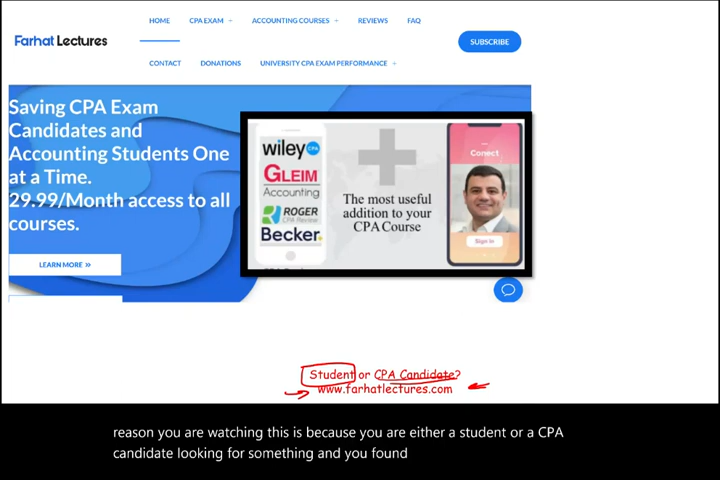 HOME CPA EXAM + ACCOUNTING COURSES + REVIEWS FAQ
Farhat Lectures
SUBSCRIBE
CONTACT DONATIONS UNIVERSITY CPA EXAM PERFORMANCE +
Saving CPA Exam
Candidates and
Accounting Students One
at a Time.
29.99/Month access to all
courses.
LEARN MORE »
wiley CPA
GLEIM
Accounting
ROGER
CPA Review
Becker
The most useful
addition to your
CPA Course
Conect
Sign in
Student or CPA Candidate?
www.farhatlectures.com
reason you are watching this is because you are either a student or a CPA
candidate looking for something and you found